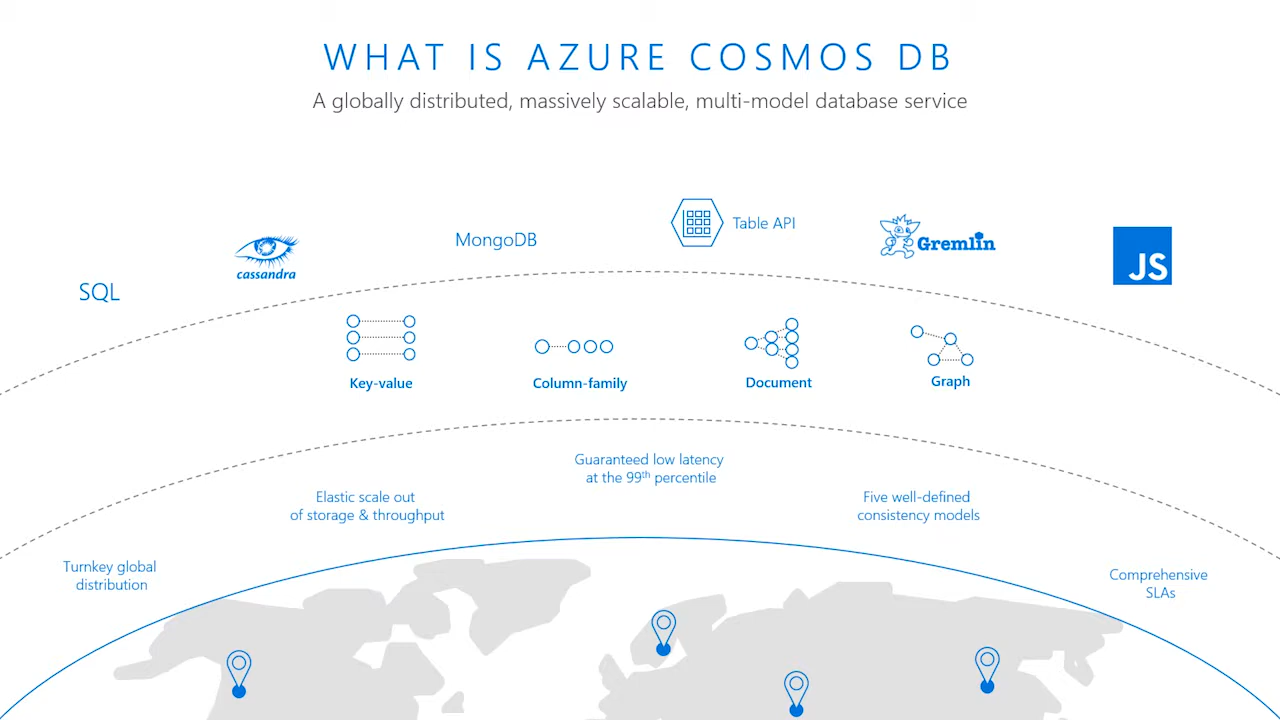 WHAT IS AZURE COSMOS DB
A globally distributed, massively scalable, multi-model database service
SQL
cassandra
MongoDB
Table API
Gremlin
JS
Key-value
Column-family
Document
Graph
Turnkey global
distribution
Elastic scale out
of storage & throughput
Guaranteed low latency
at the 99th percentile
Five well-defined
consistency models
Comprehensive
SLAs